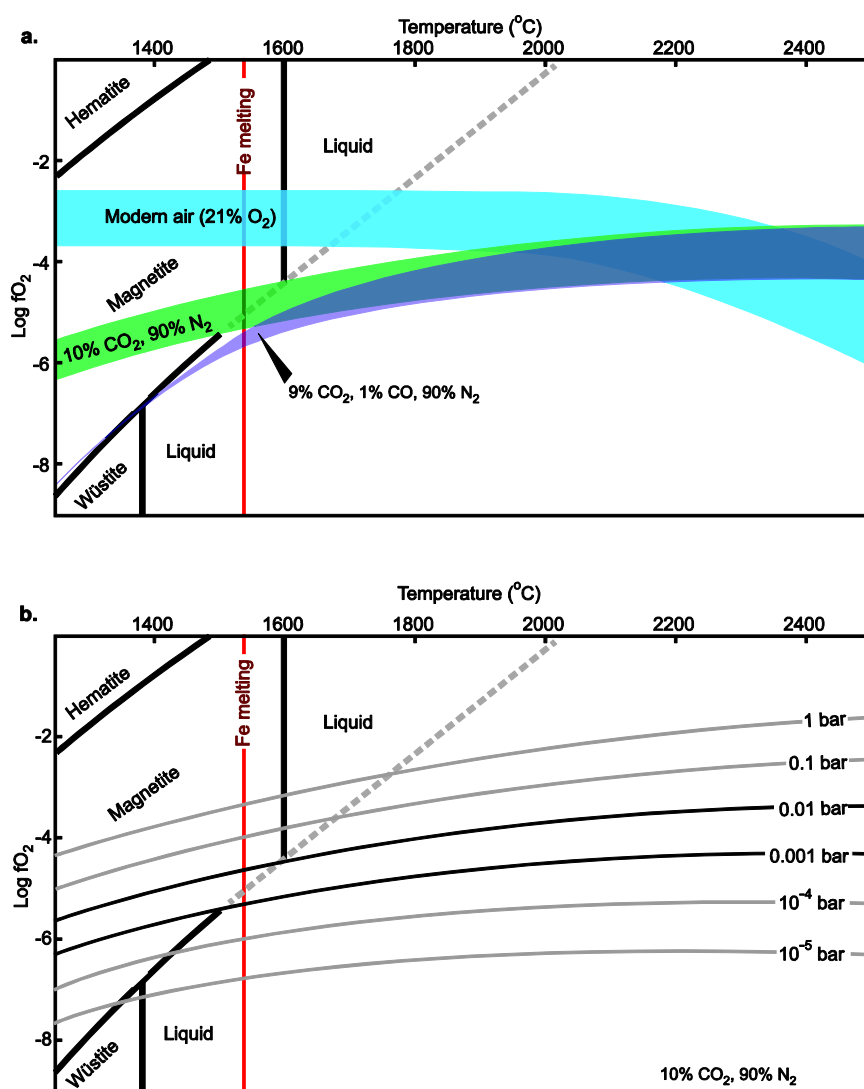 a.
Temperature (°C)
1400 1600 1800 2000 2200 2400
Hematite
Fe melting
Liquid
-2
Modern air (21% O₂)
Log fO₂
-4
Magnetite
10% CO₂, 90% N₂
-6
9% CO₂, 1% CO, 90% N₂
-8
Wüstite
Liquid
b.
Temperature (°C)
1400 1600 1800 2000 2200 2400
Hematite
Fe melting
Liquid
1 bar
-2
0.1 bar
Magnetite
0.01 bar
Log fO₂
-4
0.001 bar
10⁻⁴ bar
-6
10⁻⁵ bar
-8
Wüstite
Liquid
10% CO₂, 90% N₂